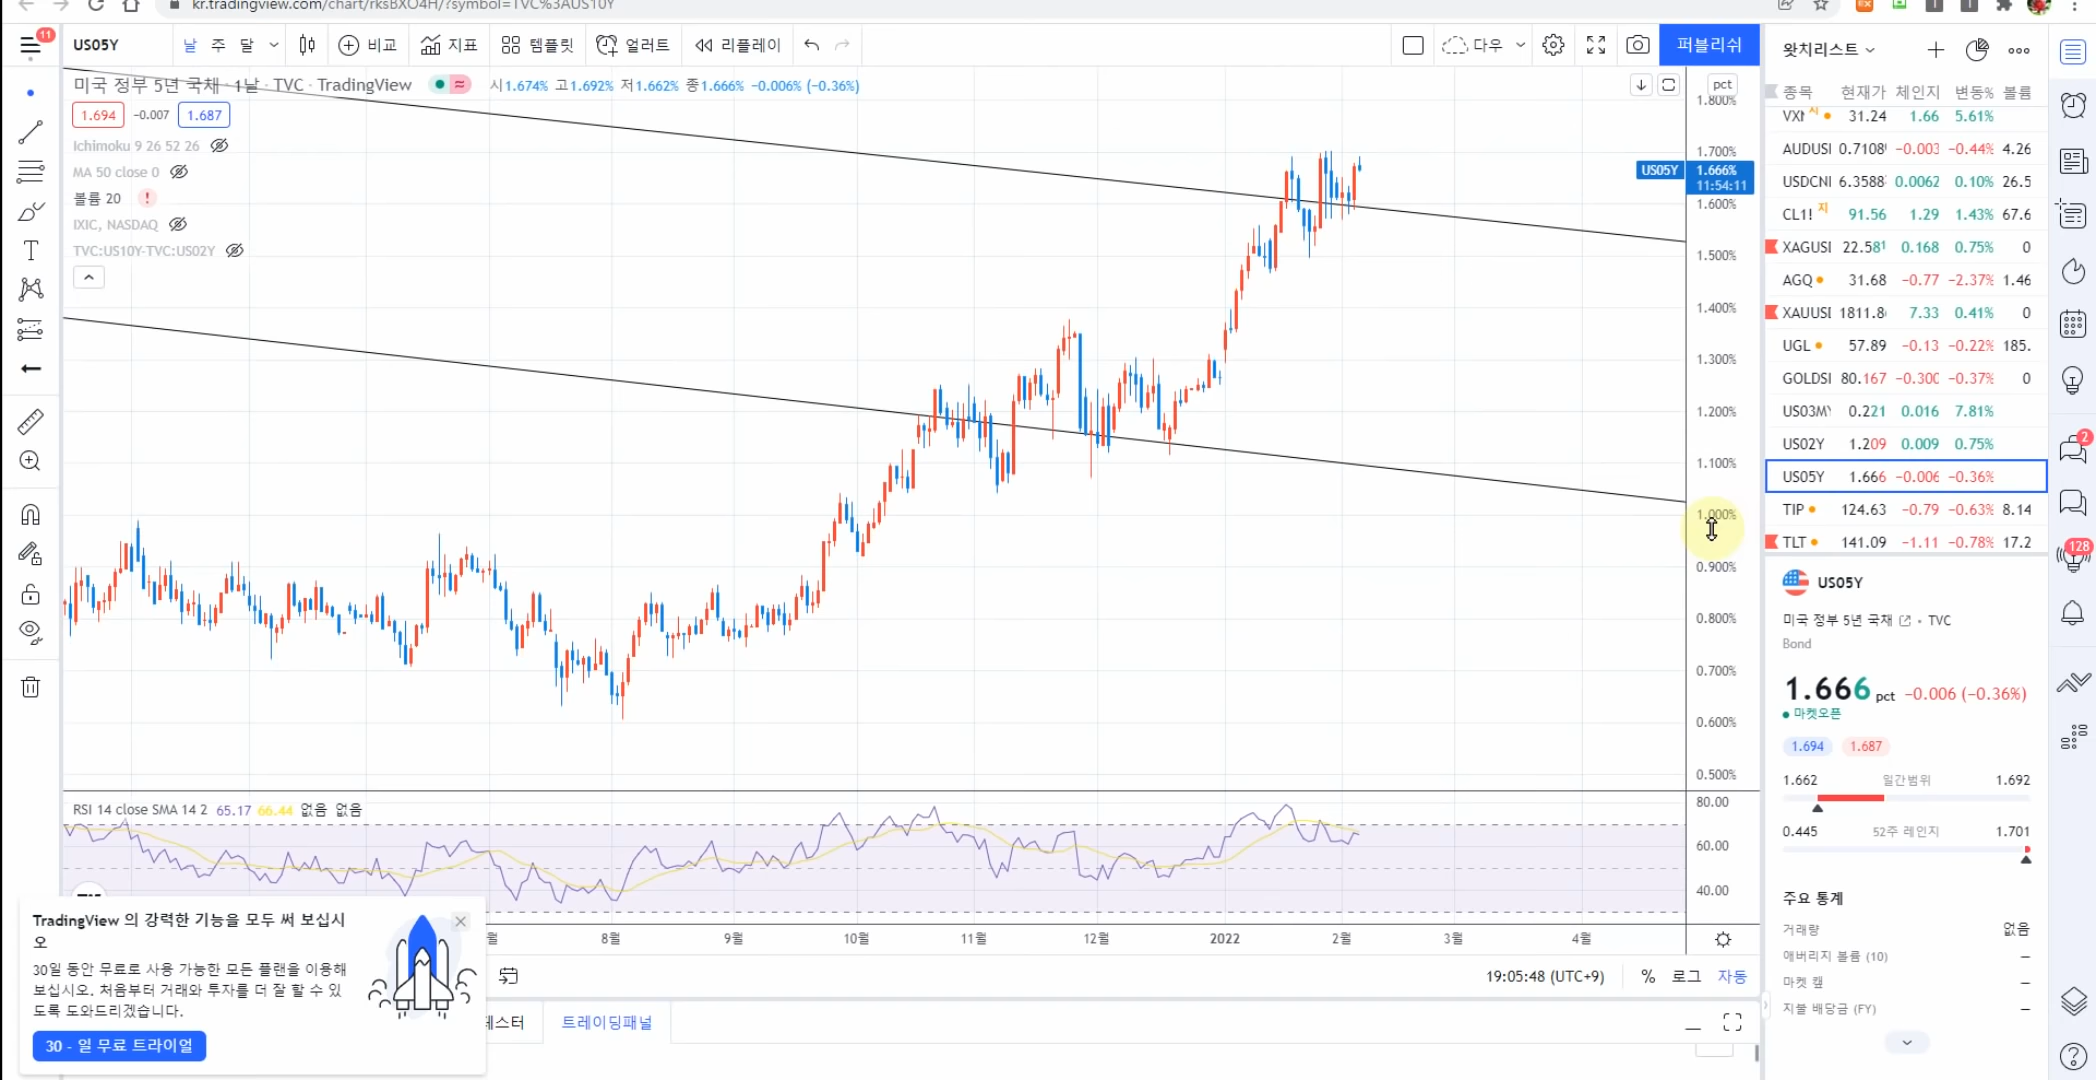 kr.tradingview.com/chart/rksBXO4H/?symbol=TVC%3AUS10Y
11
US05Y
날 주 달
비교
지표
템플릿
얼러트
리플레이
다우
퍼블리쉬
미국 정부 5년 국채 · 1날 · TVC · TradingView
시1.674% 고1.692% 저1.662% 종1.666% −0.006% (−0.36%)
1.694 −0.007 1.687
Ichimoku 9 26 52 26
MA 50 close 0
볼륨 20 !
IXIC, NASDAQ
TVC:US10Y-TVC:US02Y
pct
1.800%
1.700%
US05Y 1.666%
11:54:11
1.600%
1.500%
1.400%
1.300%
1.200%
1.100%
1.000%
0.900%
0.800%
0.700%
0.600%
0.500%
RSI 14 close SMA 14 2 65.17 66.44 없음 없음
80.00
60.00
40.00
월 8월 9월 10월 11월 12월 2022 2월 3월 4월
19:05:48 (UTC+9) % 로그 자동
테스터 트레이딩패널
TradingView 의 강력한 기능을 모두 써 보십시
오
30일 동안 무료로 사용 가능한 모든 플랜을 이용해
보십시오. 처음부터 거래와 투자를 더 잘 할 수 있
도록 도와드리겠습니다.
30 - 일 무료 트라이얼
왓치리스트
종목 현재가 체인지 변동% 볼륨
지 31.24 1.66 5.61%
AUDUSI 0.7108 −0.003 −0.44% 4.26
USDCNI 6.3588 0.0062 0.10% 26.5
CL1! 지 91.56 1.29 1.43% 67.6
XAGUSI 22.581 0.168 0.75% 0
AGQ 31.68 −0.77 −2.37% 1.46
XAUUSI 1811.8 7.33 0.41% 0
UGL 57.89 −0.13 −0.22% 185.
GOLDSI 80.167 −0.300 −0.37% 0
US03M 0.221 0.016 7.81%
US02Y 1.209 0.009 0.75%
US05Y 1.666 −0.006 −0.36%
TIP 124.63 −0.79 −0.63% 8.14
TLT 141.09 −1.11 −0.78% 17.2
US05Y
미국 정부 5년 국채 · TVC
Bond
1.666 pct −0.006 (−0.36%)
마켓오픈
1.694 1.687
1.662 일간범위 1.692
0.445 52주 레인지 1.701
주요 통계
거래량 없음
애버리지 볼륨 (10) −
마켓 캡 −
지불 배당금 (FY) −
2
128